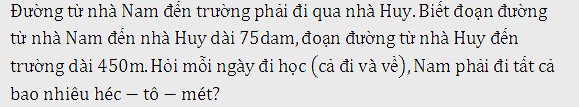 Đường từ nhà Nam đến trường phải đi qua nhà Huy. Biết đoạn đường
từ nhà Nam đến nhà Huy dài 75dam, đoạn đường từ nhà Huy đến
trường dài 450m. Hỏi mỗi ngày đi học (cả đi và về), Nam phải đi tất cả
bao nhiêu héc − tô − mét?